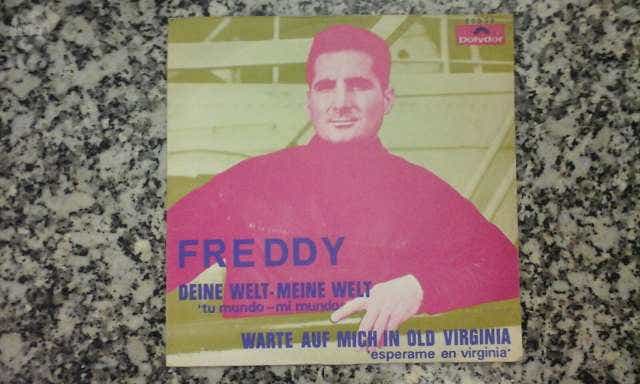 Polydor
FREDDY
DEINE WELT-MEINE WELT
'tu mundo-mi mundo'
WARTE AUF MICH IN OLD VIRGINIA
'esperame en virginia'